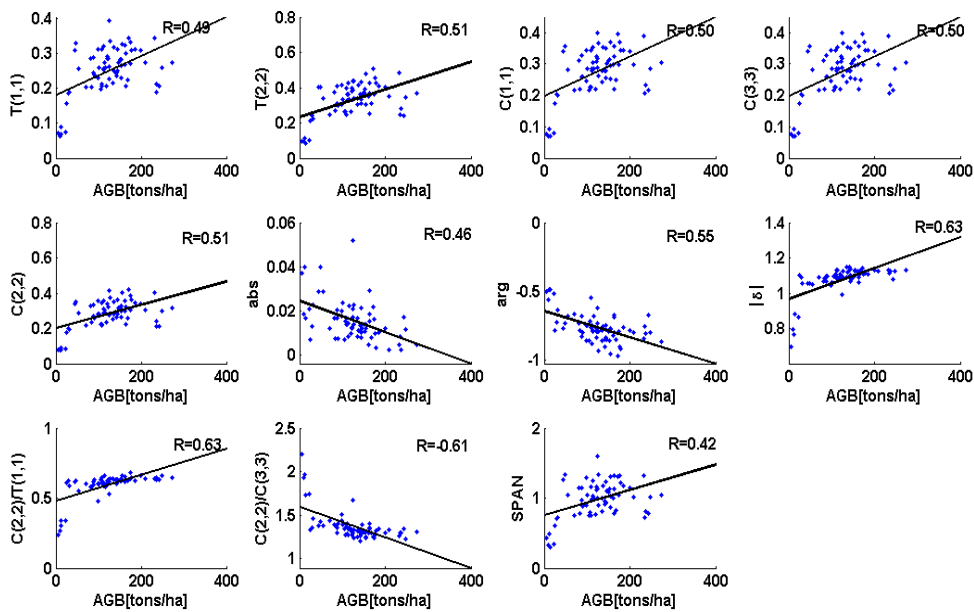 0.4
0.3
0.2
0.1
0
T(1,1)
R=0.49
0
200
400
AGB[tons/ha]
0.8
0.6
0.4
0.2
0
T(2,2)
R=0.51
0
200
400
AGB[tons/ha]
0.4
0.3
0.2
0.1
0
C(1,1)
R=0.50
0
200
400
AGB[tons/ha]
0.4
0.3
0.2
0.1
0
C(3,3)
R=0.50
0
200
400
AGB[tons/ha]
0.8
0.6
0.4
0.2
0
C(2,2)
R=0.51
0
200
400
AGB[tons/ha]
0.06
0.04
0.02
0
abs
R=0.46
0
200
400
AGB[tons/ha]
0
-0.5
-1
arg
R=0.55
0
200
400
AGB[tons/ha]
1.4
1.2
1
0.8
|δ|
R=0.63
0
200
400
AGB[tons/ha]
1
0.5
0
C(2,2)/T(1,1)
R=0.63
0
200
400
AGB[tons/ha]
2.5
2
1.5
1
C(2,2)/C(3,3)
R=-0.61
0
200
400
AGB[tons/ha]
2
1.5
1
0.5
0
SPAN
R=0.42
0
200
400
AGB[tons/ha]